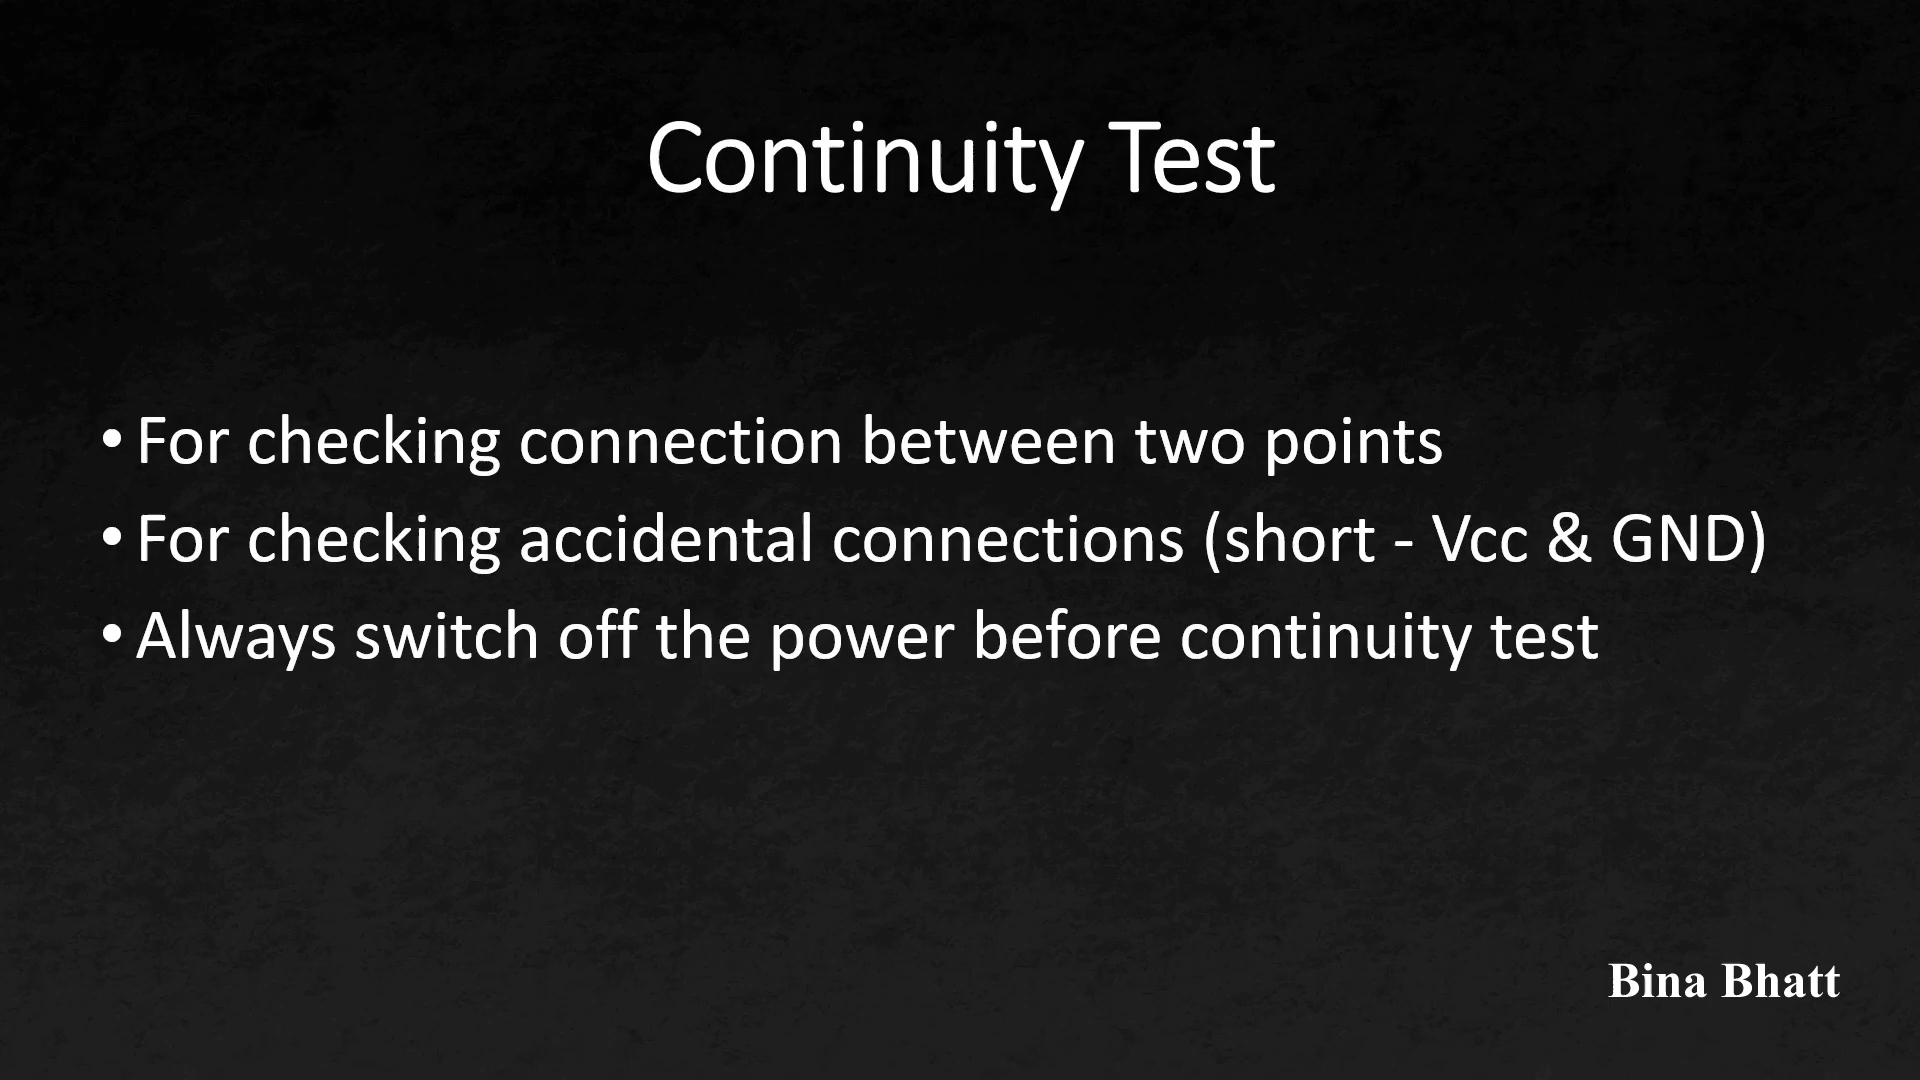 Continuity Test
• For checking connection between two points
• For checking accidental connections (short - Vcc & GND)
• Always switch off the power before continuity test
Bina Bhatt